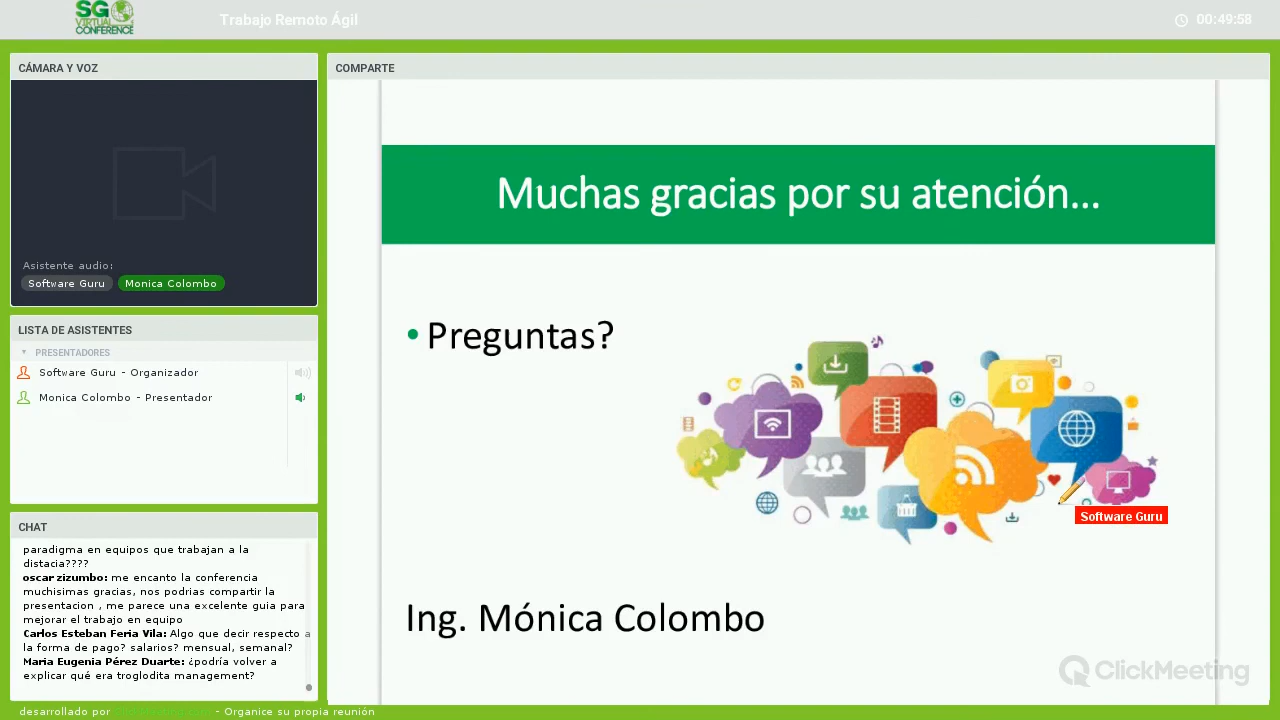 SG
VIRTUAL
CONFERENCE
Trabajo Remoto Ágil
00:49:58
CÁMARA Y VOZ
Asistente audio:
Software Guru
Monica Colombo
LISTA DE ASISTENTES
PRESENTADORES
Software Guru - Organizador
Monica Colombo - Presentador
CHAT
paradigma en equipos que trabajan a la
distacia????
oscar zizumbo: me encanto la conferencia
muchisimas gracias, nos podrias compartir la
presentacion , me parece una excelente guia para
mejorar el trabajo en equipo
Carlos Esteban Feria Vila: Algo que decir respecto a
la forma de pago? salarios? mensual, semanal?
Maria Eugenia Pérez Duarte: ¿podría volver a
explicar qué era troglodita management?
COMPARTE
Muchas gracias por su atención...
• Preguntas?
Software Guru
Ing. Mónica Colombo
ClickMeeting
desarrollado por
- Organice su propia reunión